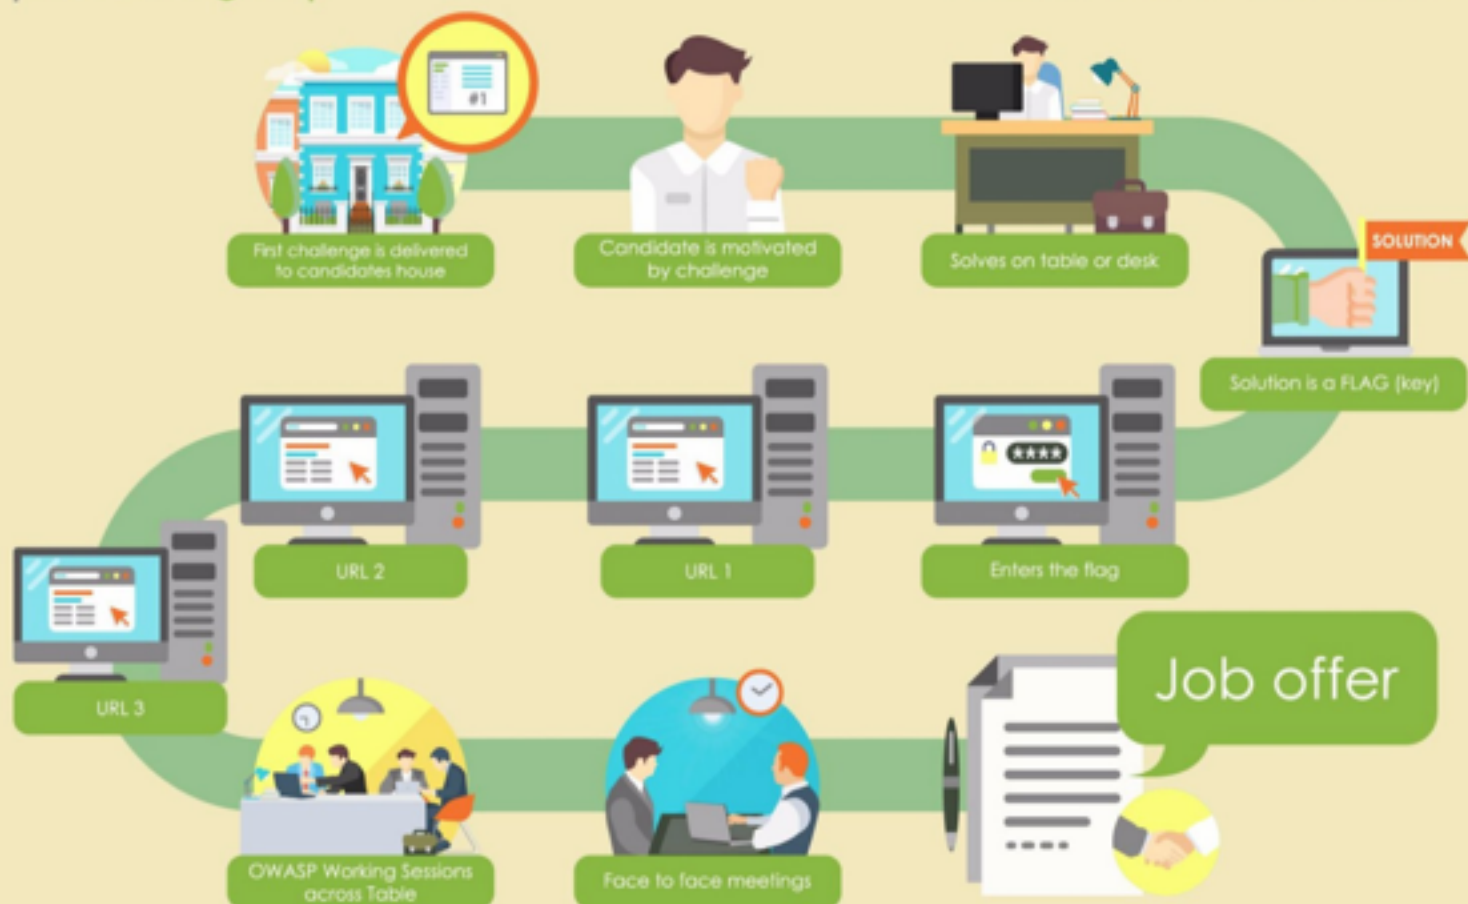 #1
First challenge is delivered
to candidates house
Candidate is motivated
by challenge
Solves on table or desk
SOLUTION
Solution is a FLAG (key)
Enters the flag
URL 1
URL 2
URL 3
OWASP Working Sessions
across Table
Face to face meetings
Job offer